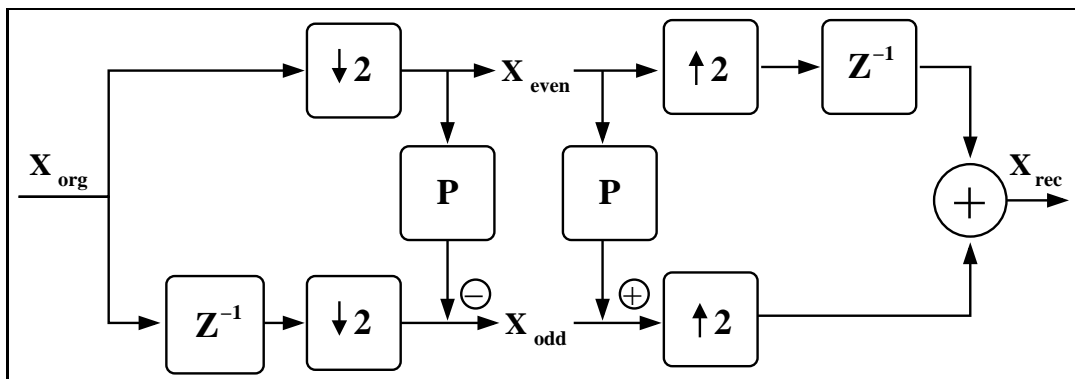 ↓2
X even
↑2
Z⁻¹
X org
P
P
X rec
+
−
+
Z⁻¹
↓2
X odd
↑2